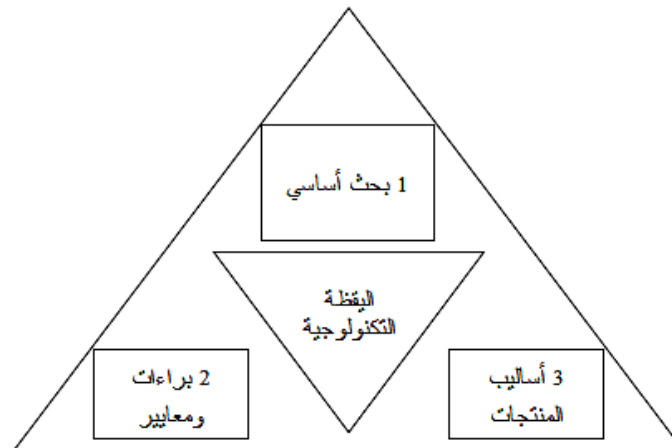 1 بحث أساسي
اليقظة
التكنولوجية
2 براءات
ومعايير
3 أساليب
المنتجات